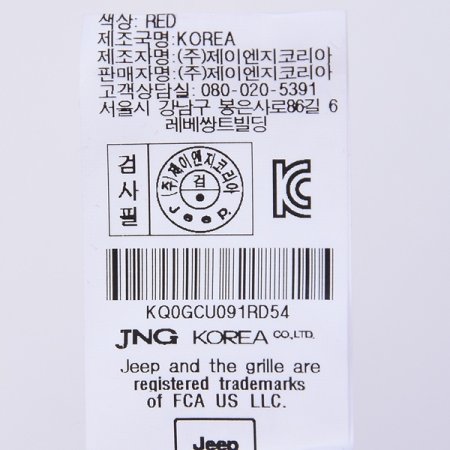 색상: RED
제조국명:KOREA
제조자명:(주)제이엔지코리아
판매자명:(주)제이엔지코리아
고객상담실: 080-020-5391
서울시 강남구 봉은사로86길 6
레베쌍트빌딩
검사필
(주)제이엔지코리아
검
Jeep.
KC
KQ0GCU091RD54
JNG KOREA CO.,LTD.
Jeep and the grille are
registered trademarks
of FCA US LLC.
Jeep